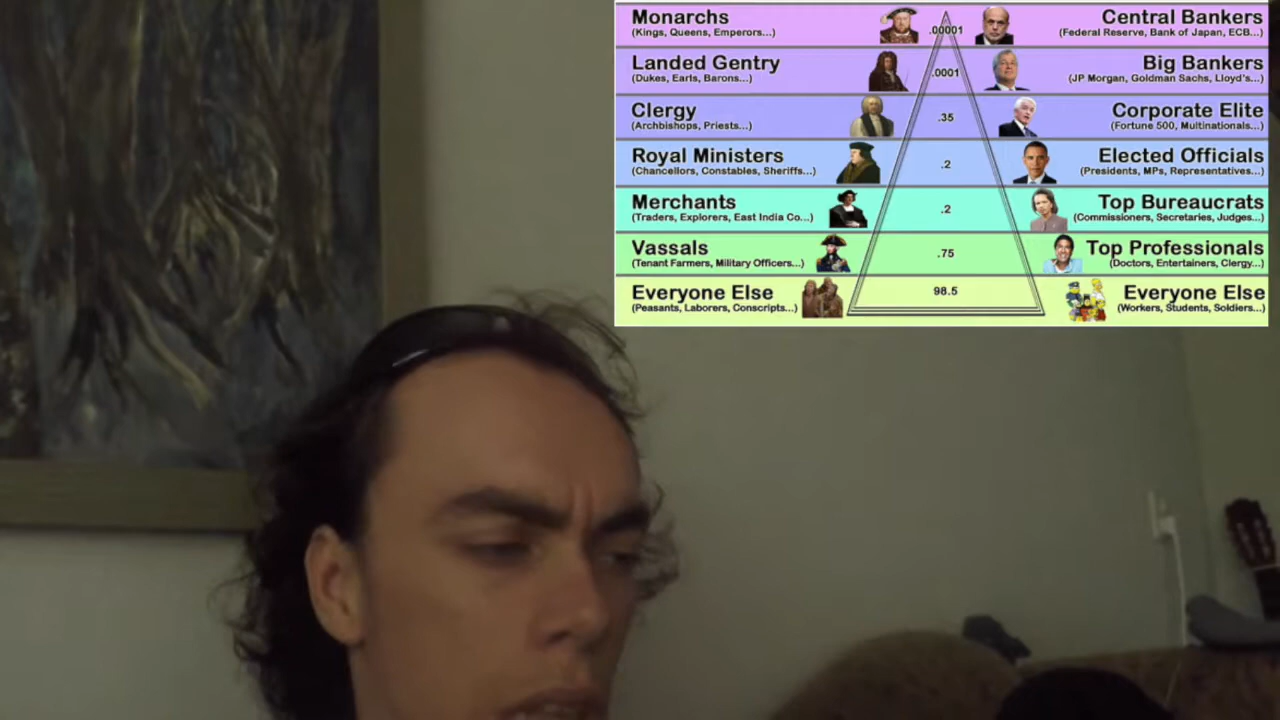 Monarchs
(Kings, Queens, Emperors...)
.00001
Central Bankers
(Federal Reserve, Bank of Japan, ECB...)
Landed Gentry
(Dukes, Earls, Barons...)
.0001
Big Bankers
(JP Morgan, Goldman Sachs, Lloyd's...)
Clergy
(Archbishops, Priests...)
.35
Corporate Elite
(Fortune 500, Multinationals...)
Royal Ministers
(Chancellors, Constables, Sheriffs...)
.2
Elected Officials
(Presidents, MPs, Representatives...)
Merchants
(Traders, Explorers, East India Co...)
.2
Top Bureaucrats
(Commissioners, Secretaries, Judges...)
Vassals
(Tenant Farmers, Military Officers...)
.75
Top Professionals
(Doctors, Entertainers, Clergy...)
Everyone Else
(Peasants, Laborers, Conscripts...)
98.5
Everyone Else
(Workers, Students, Soldiers...)